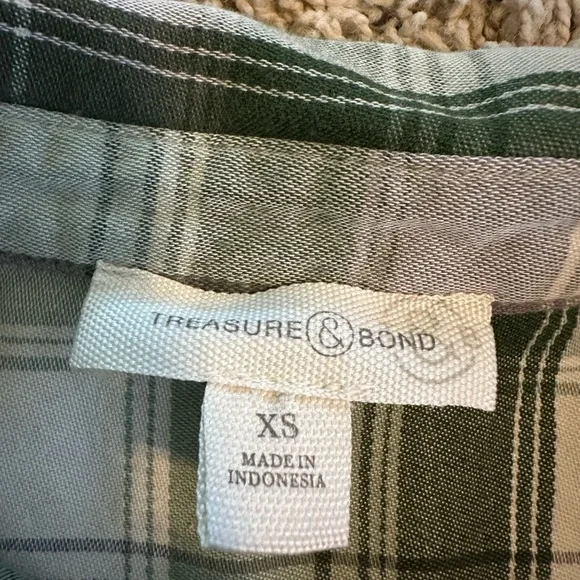 TREASURE & BOND
XS
MADE IN
INDONESIA